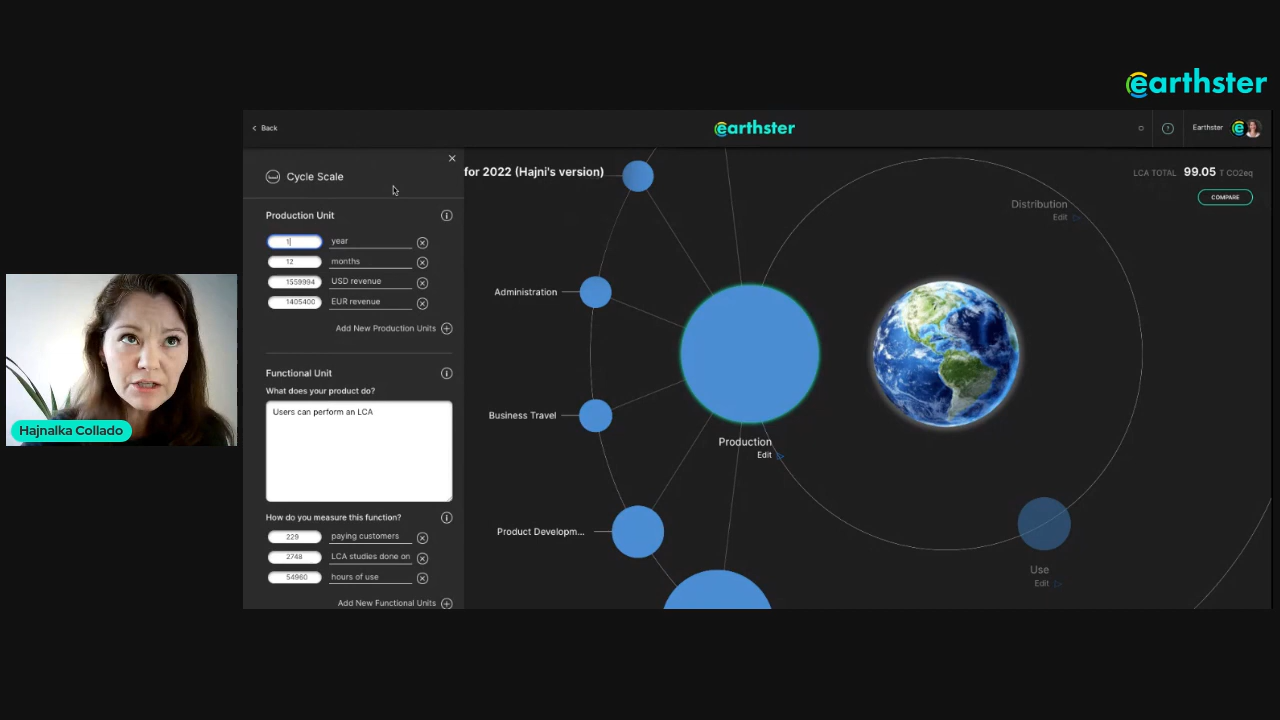 earthster
Back
earthster
Earthster
Cycle Scale
for 2022 (Hajni's version)
LCA TOTAL 99.05 T CO2eq
COMPARE
Production Unit
1 year
12 months
1559994 USD revenue
1405400 EUR revenue
Add New Production Units
Functional Unit
What does your product do?
Users can perform an LCA
How do you measure this function?
229 paying customers
2748 LCA studies done on
54960 hours of use
Add New Functional Units
Distribution
Edit
Administration
Business Travel
Production
Edit
Product Developm...
Use
Edit
Hajnalka Collado